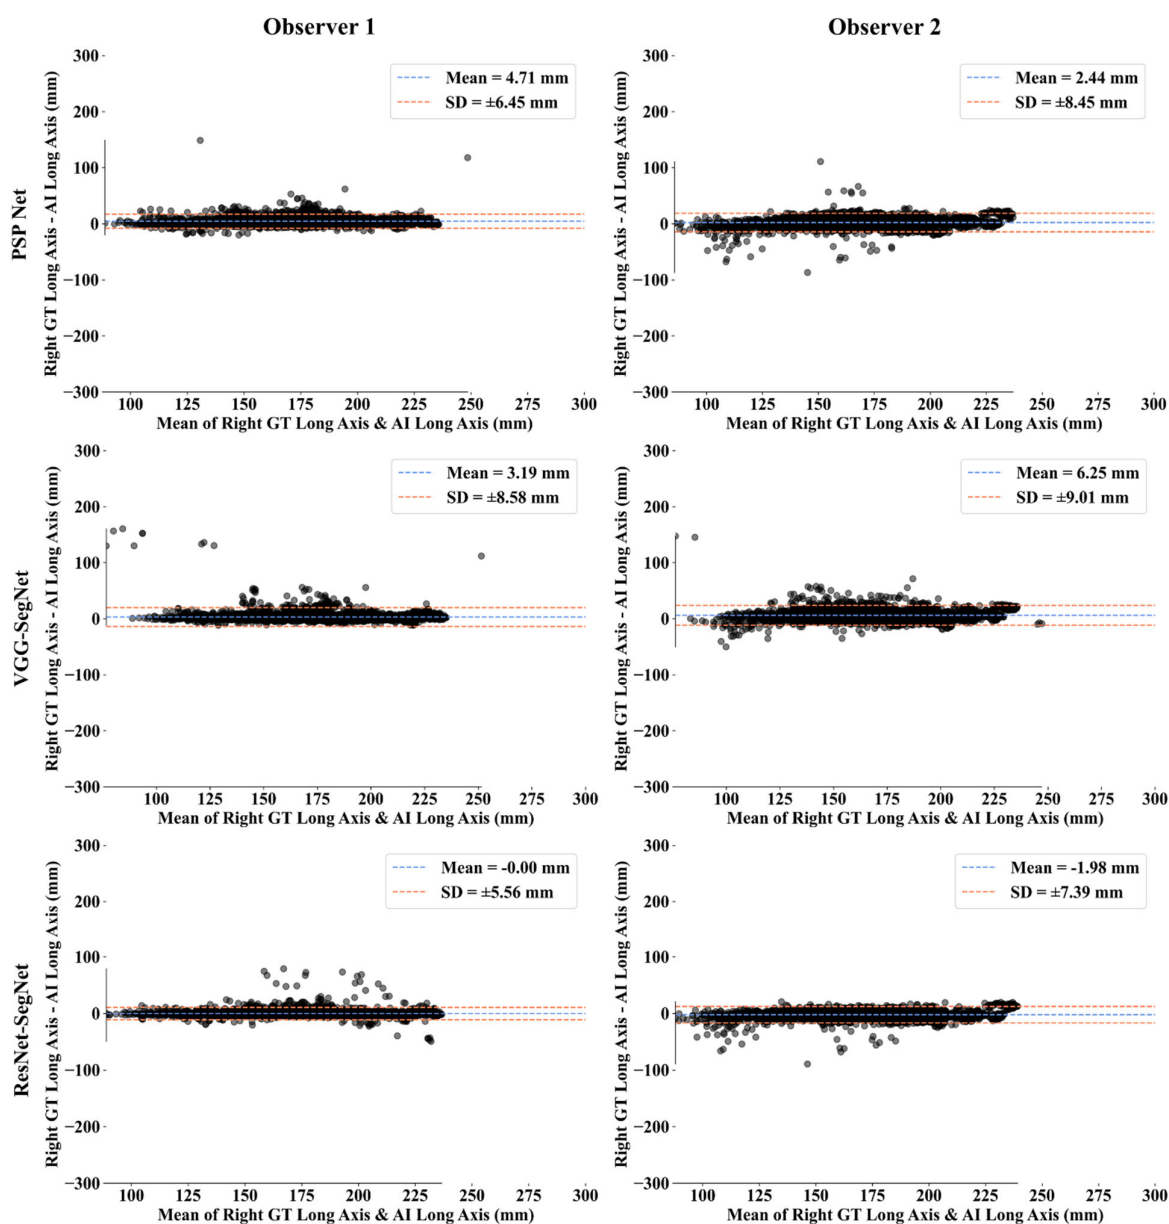 Observer 1
Observer 2
PSP Net
Right GT Long Axis - AI Long Axis (mm)
300
200
100
0
−100
−200
−300
Mean = 4.71 mm
SD = ±6.45 mm
100 125 150 175 200 225 250 275 300
Mean of Right GT Long Axis & AI Long Axis (mm)
Right GT Long Axis - AI Long Axis (mm)
300
200
100
0
−100
−200
−300
Mean = 2.44 mm
SD = ±8.45 mm
100 125 150 175 200 225 250 275 300
Mean of Right GT Long Axis & AI Long Axis (mm)
VGG-SegNet
Right GT Long Axis - AI Long Axis (mm)
300
200
100
0
−100
−200
−300
Mean = 3.19 mm
SD = ±8.58 mm
100 125 150 175 200 225 250 275 300
Mean of Right GT Long Axis & AI Long Axis (mm)
Right GT Long Axis - AI Long Axis (mm)
300
200
100
0
−100
−200
−300
Mean = 6.25 mm
SD = ±9.01 mm
100 125 150 175 200 225 250 275 300
Mean of Right GT Long Axis & AI Long Axis (mm)
ResNet-SegNet
Right GT Long Axis - AI Long Axis (mm)
300
200
100
0
−100
−200
−300
Mean = -0.00 mm
SD = ±5.56 mm
100 125 150 175 200 225 250 275 300
Mean of Right GT Long Axis & AI Long Axis (mm)
Right GT Long Axis - AI Long Axis (mm)
300
200
100
0
−100
−200
−300
Mean = -1.98 mm
SD = ±7.39 mm
100 125 150 175 200 225 250 275 300
Mean of Right GT Long Axis & AI Long Axis (mm)